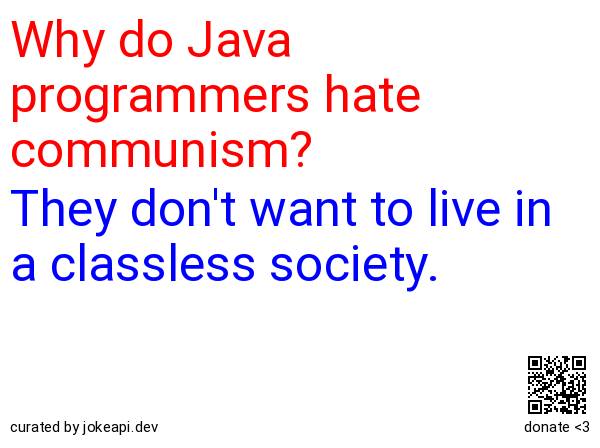 Why do Java
programmers hate
communism?
They don't want to live in
a classless society.
curated by jokeapi.dev
donate <3